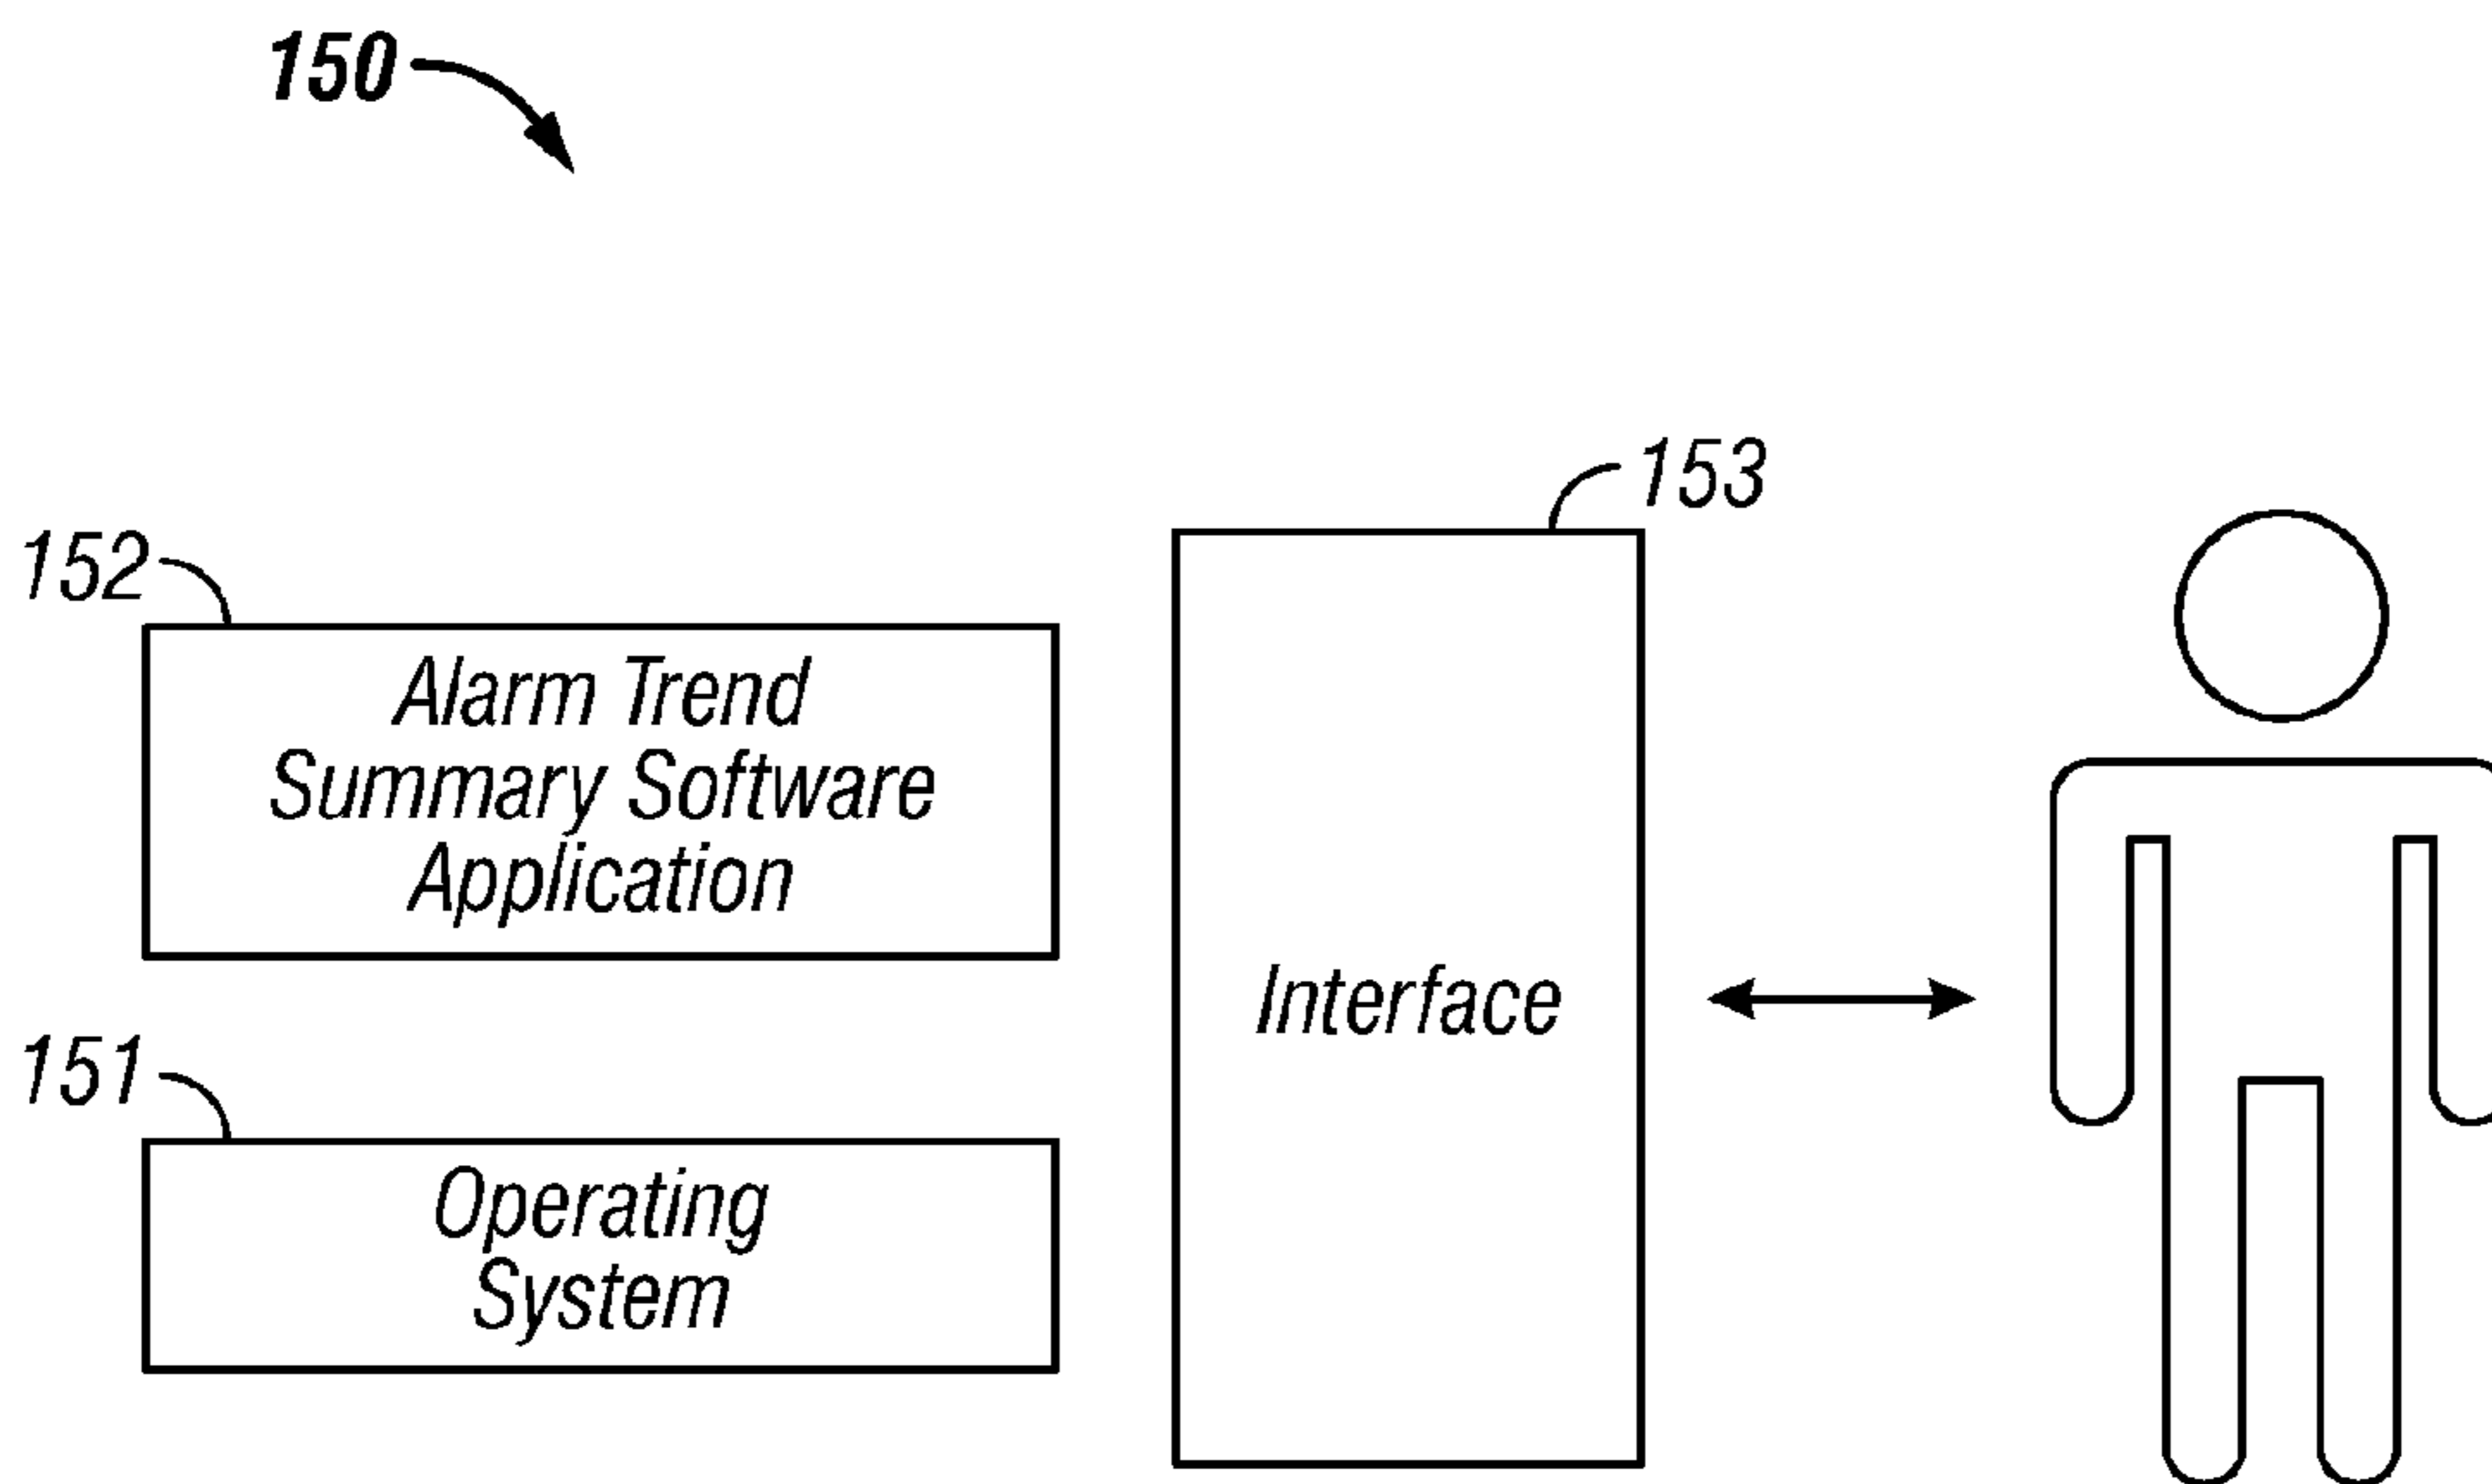 150
153
152
Alarm Trend
Summary Software
Application
Interface
151
Operating
System